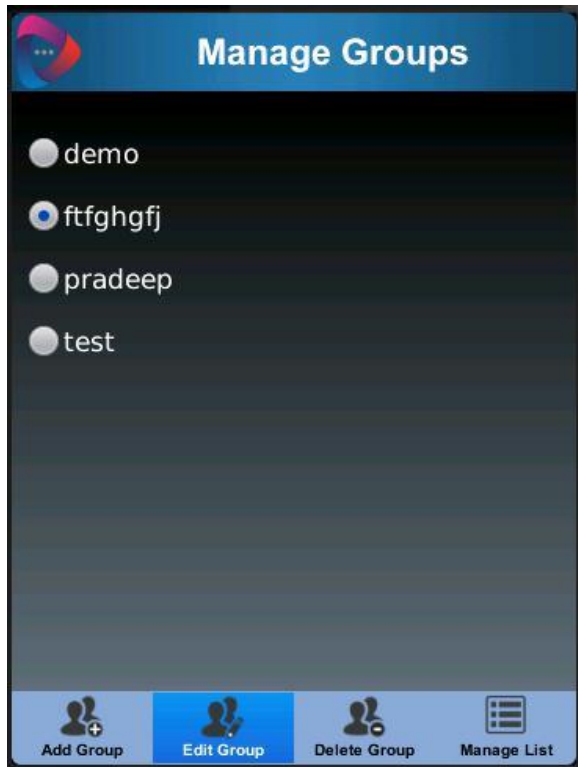 Manage Groups
demo
ftfghgfj
pradeep
test
Add Group
Edit Group
Delete Group
Manage List